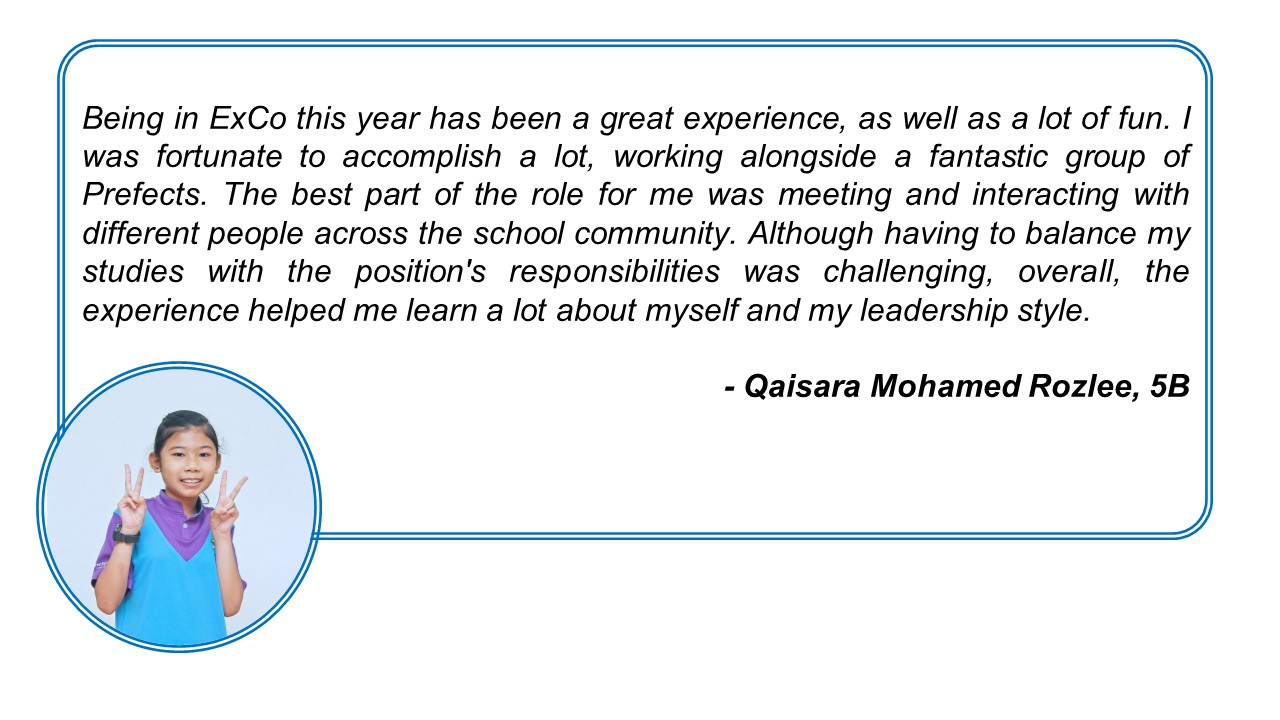 Being in ExCo this year has been a great experience, as well as a lot of fun. I
was fortunate to accomplish a lot, working alongside a fantastic group of
Prefects. The best part of the role for me was meeting and interacting with
different people across the school community. Although having to balance my
studies with the position's responsibilities was challenging, overall, the
experience helped me learn a lot about myself and my leadership style.
- Qaisara Mohamed Rozlee, 5B